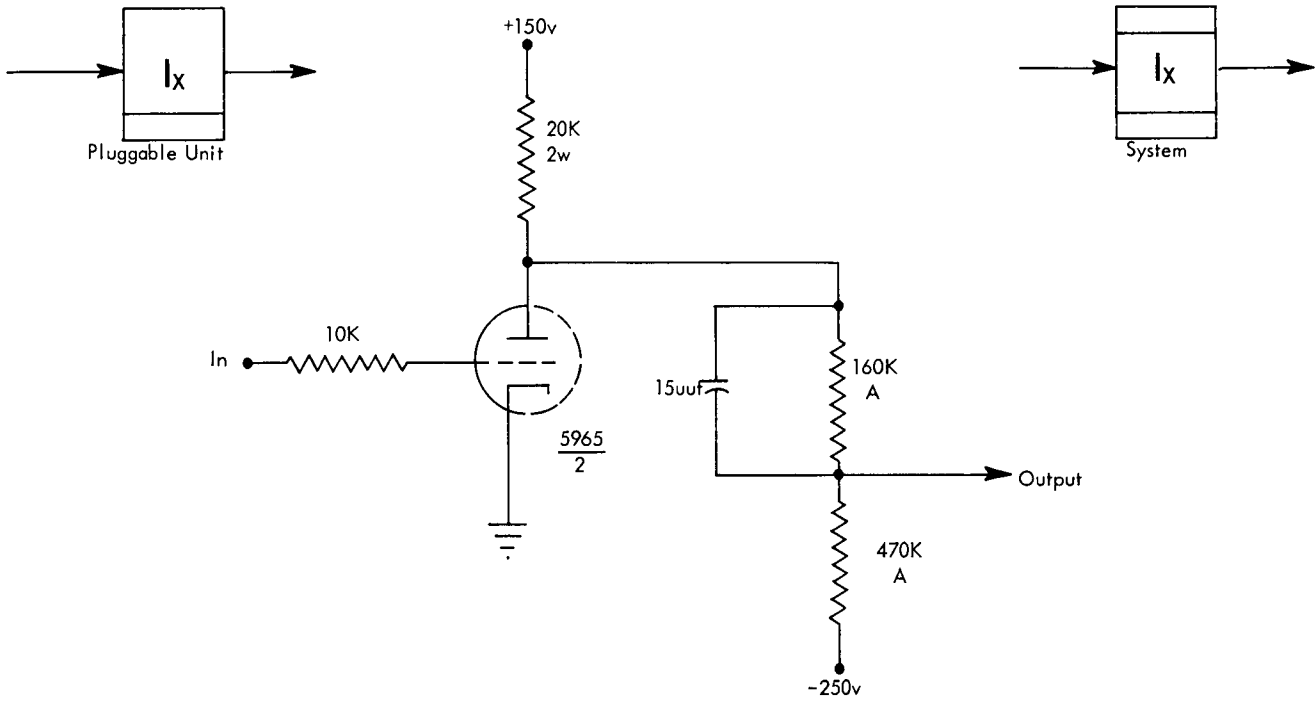 +150v
Ix
Ix
20K
2w
Pluggable Unit
System
10K
In
160K
A
15uuf
5965
2
Output
470K
A
-250v